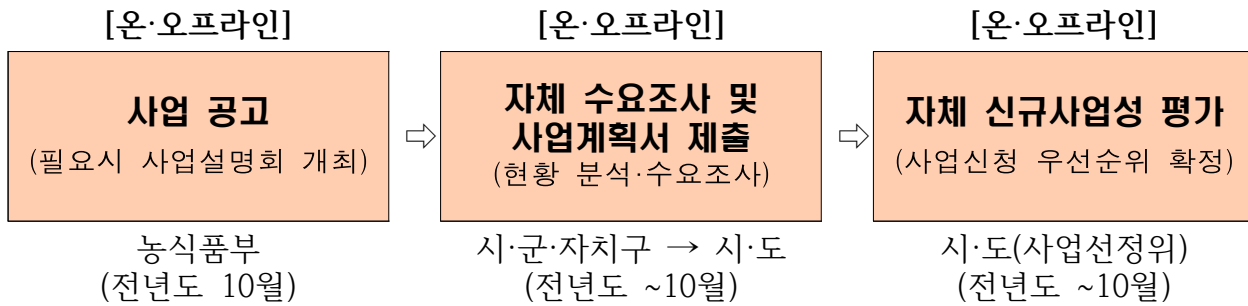 [온·오프라인]
사업 공고
(필요시 사업설명회 개최)
농식품부
(전년도 10월)
⇨
[온·오프라인]
자체 수요조사 및
사업계획서 제출
(현황 분석·수요조사)
시·군·자치구 → 시·도
(전년도 ~10월)
⇨
[온·오프라인]
자체 신규사업성 평가
(사업신청 우선순위 확정)
시·도(사업선정위)
(전년도 ~10월)